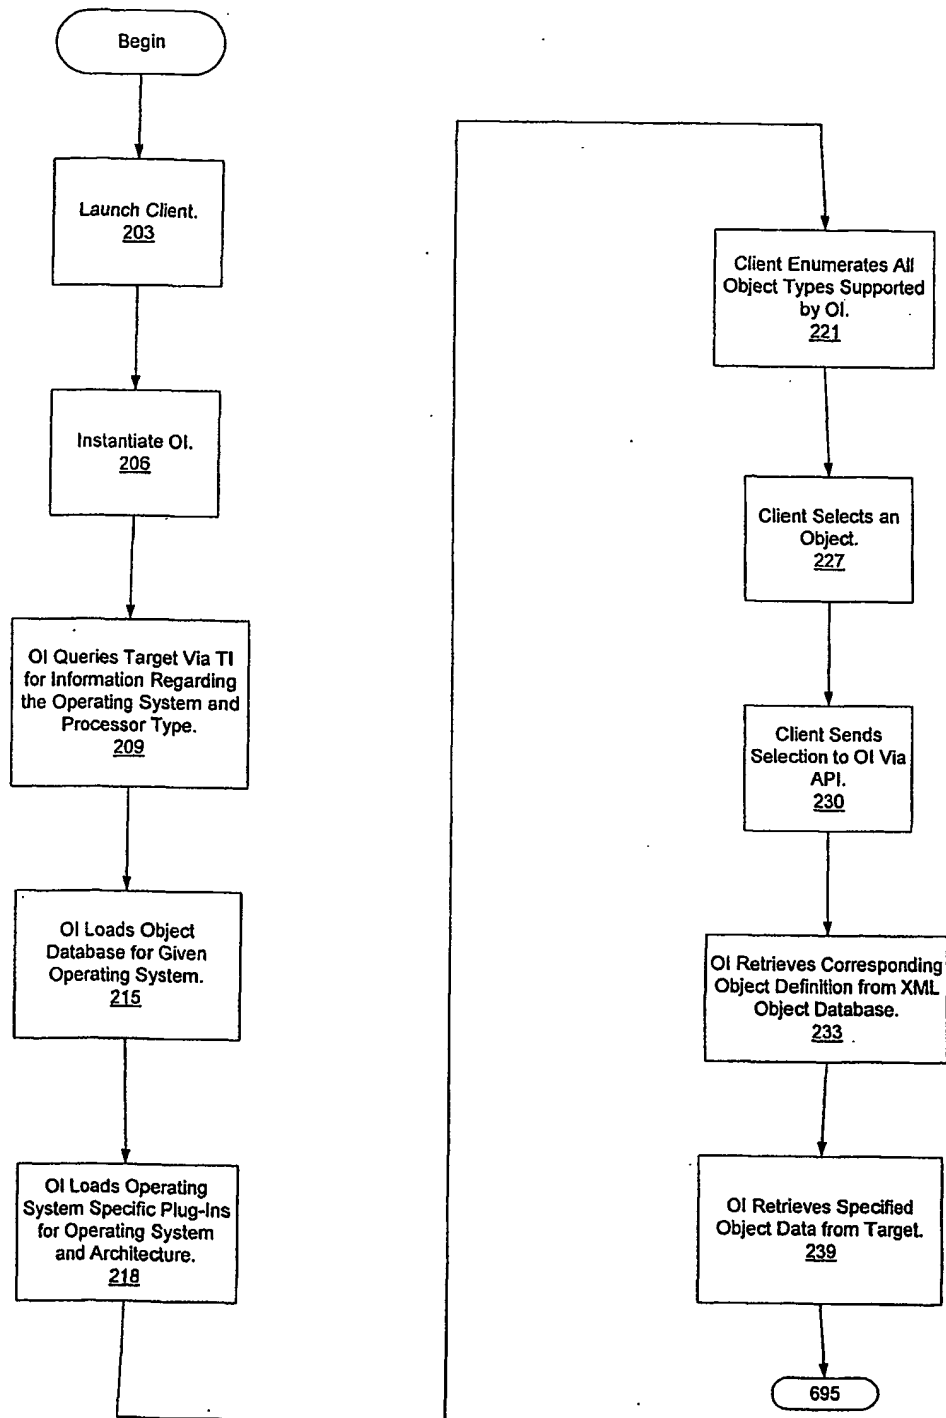 Begin
Launch Client.
203
Instantiate OI.
206
OI Queries Target Via TI
for Information Regarding
the Operating System and
Processor Type.
209
OI Loads Object
Database for Given
Operating System.
215
OI Loads Operating
System Specific Plug-Ins
for Operating System
and Architecture.
218
Client Enumerates All
Object Types Supported
by OI.
221
Client Selects an
Object.
227
Client Sends
Selection to OI Via
API.
230
OI Retrieves Corresponding
Object Definition from XML
Object Database.
233
OI Retrieves Specified
Object Data from Target.
239
695